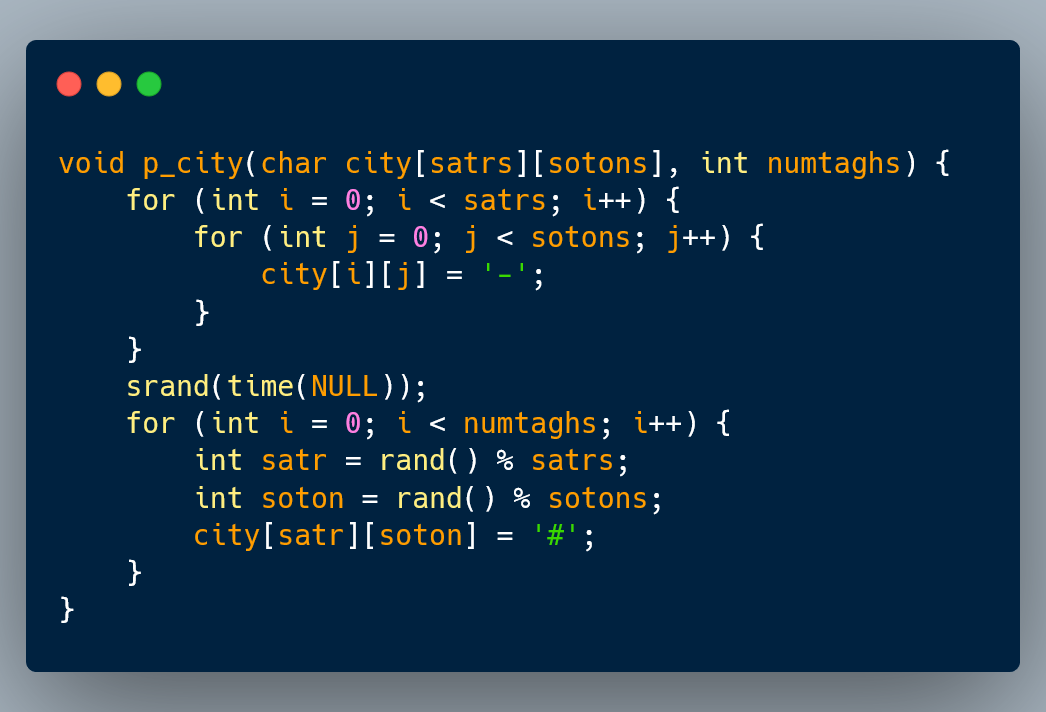 void p_city(char city[satrs][sotons], int numtaghs) {
    for (int i = 0; i < satrs; i++) {
        for (int j = 0; j < sotons; j++) {
            city[i][j] = '-';
        }
    }
    srand(time(NULL));
    for (int i = 0; i < numtaghs; i++) {
        int satr = rand() % satrs;
        int soton = rand() % sotons;
        city[satr][soton] = '#';
    }
}